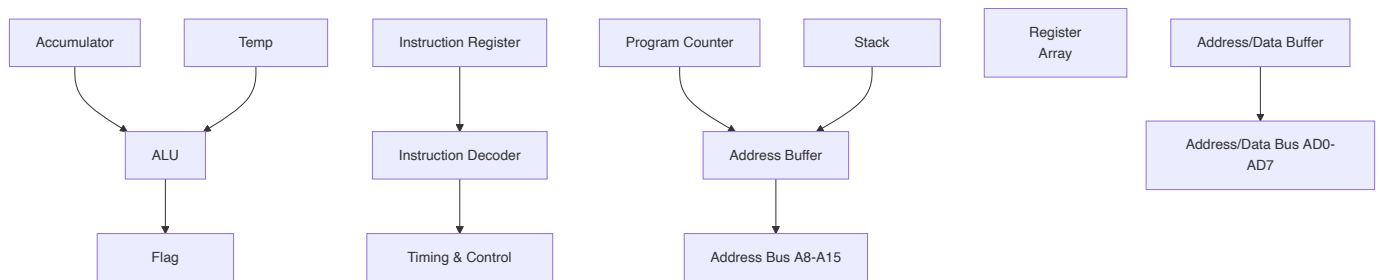 Accumulator
Temp
Instruction Register
Program Counter
Stack
Register
Array
Address/Data Buffer
ALU
Instruction Decoder
Address Buffer
Address/Data Bus AD0-
AD7
Flag
Timing & Control
Address Bus A8-A15